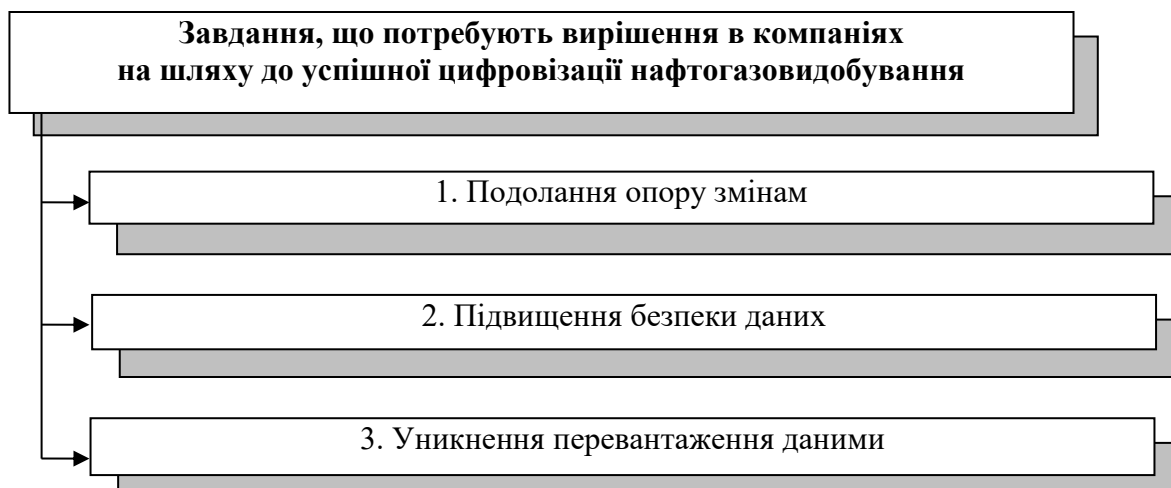 Завдання, що потребують вирішення в компаніях
на шляху до успішної цифровізації нафтогазовидобування
1. Подолання опору змінам
2. Підвищення безпеки даних
3. Уникнення перевантаження даними